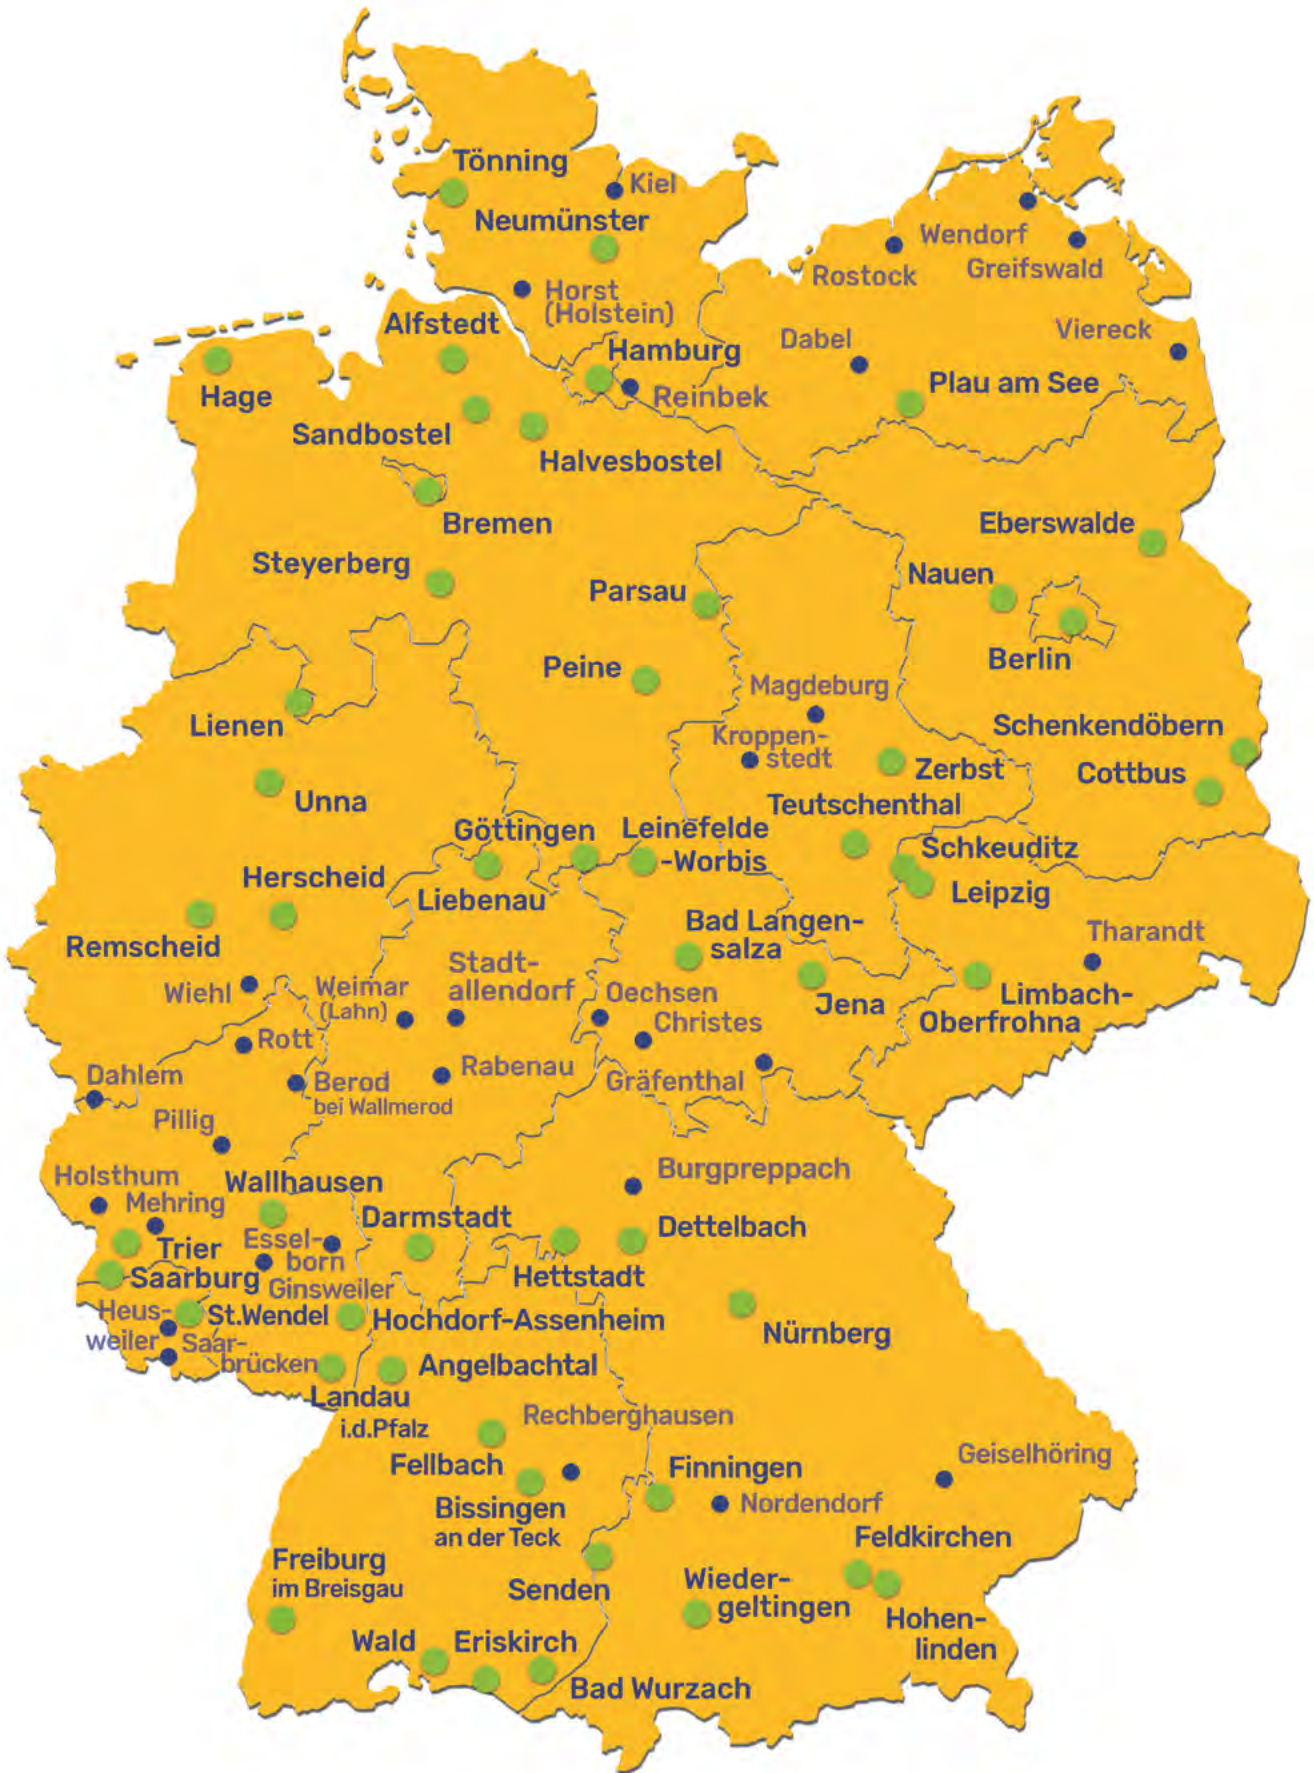 Tönning
Kiel
Neumünster
Wendorf
Greifswald
Rostock
Horst
(Holstein)
Alfstedt
Viereck
Dabel
Hamburg
Plau am See
Hage
Reinbek
Sandbostel
Halvesbostel
Bremen
Eberswalde
Steyerberg
Nauen
Parsau
Berlin
Peine
Magdeburg
Lienen
Schenkendöbern
Kroppen-
stedt
Zerbst
Cottbus
Unna
Teutschenthal
Göttingen
Leinefelde
-Worbis
Schkeuditz
Herscheid
Liebenau
Leipzig
Bad Langen-
salza
Remscheid
Tharandt
Stadt-
allendorf
Wiehl
Weimar
(Lahn)
Oechsen
Jena
Limbach-
Oberfrohna
Christes
Rott
Rabenau
Gräfenthal
Dahlem
Berod
bei Wallmerod
Pillig
Burgpreppach
Holsthum
Wallhausen
Mehring
Darmstadt
Dettelbach
Trier
Essel-
born
Saarburg
Hettstadt
Ginsweiler
Heus-
weiler
St.Wendel
Hochdorf-Assenheim
Nürnberg
Saar-
brücken
Angelbachtal
Landau
i.d.Pfalz
Rechberghausen
Geiselhöring
Fellbach
Finningen
Bissingen
an der Teck
Nordendorf
Feldkirchen
Freiburg
im Breisgau
Senden
Wieder-
geltingen
Hohen-
linden
Wald
Eriskirch
Bad Wurzach